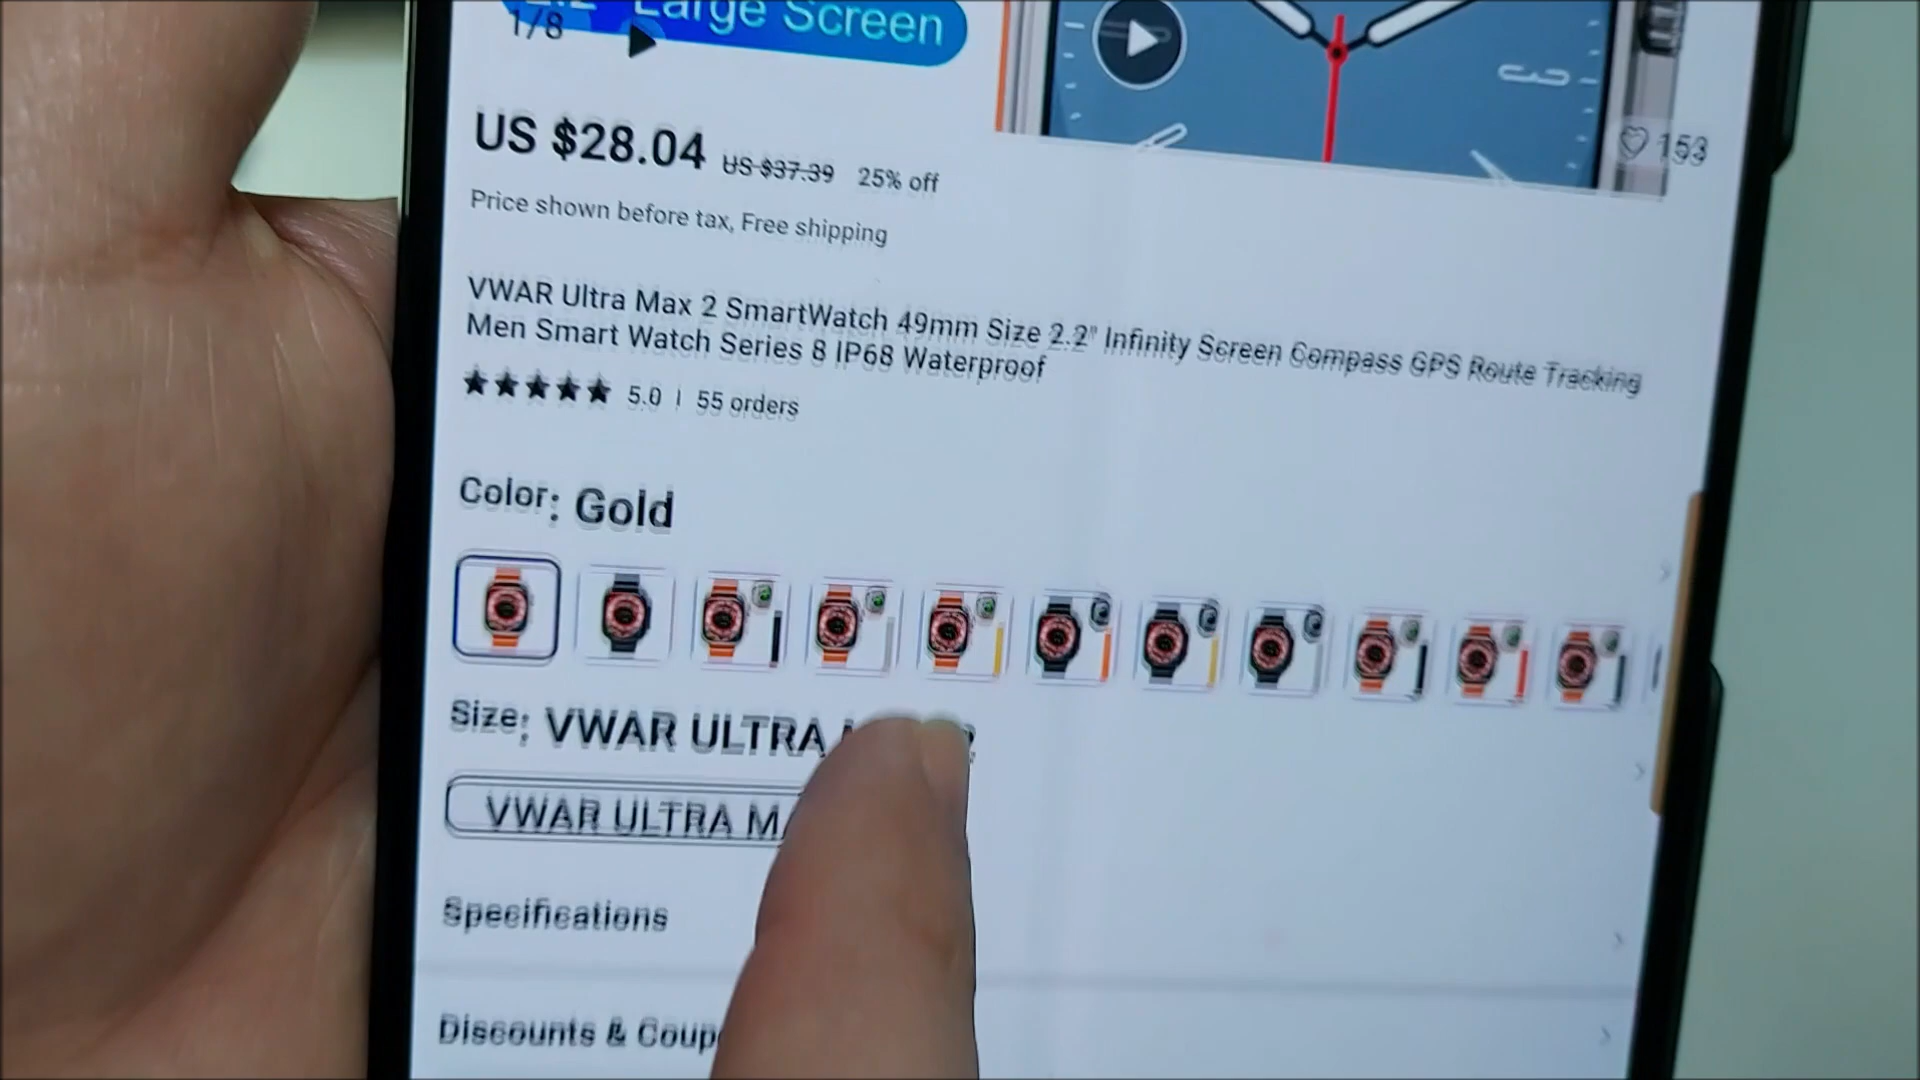 Large Screen
1/8
153
US $28.04 US $37.39 25% off
Price shown before tax, Free shipping
VWAR Ultra Max 2 SmartWatch 49mm Size 2.2" Infinity Screen Compass GPS Route Tracking
Men Smart Watch Series 8 IP68 Waterproof
5.0 | 55 orders
Color: Gold
Size: VWAR ULTRA
VWAR ULTRA
Specifications
Discounts &